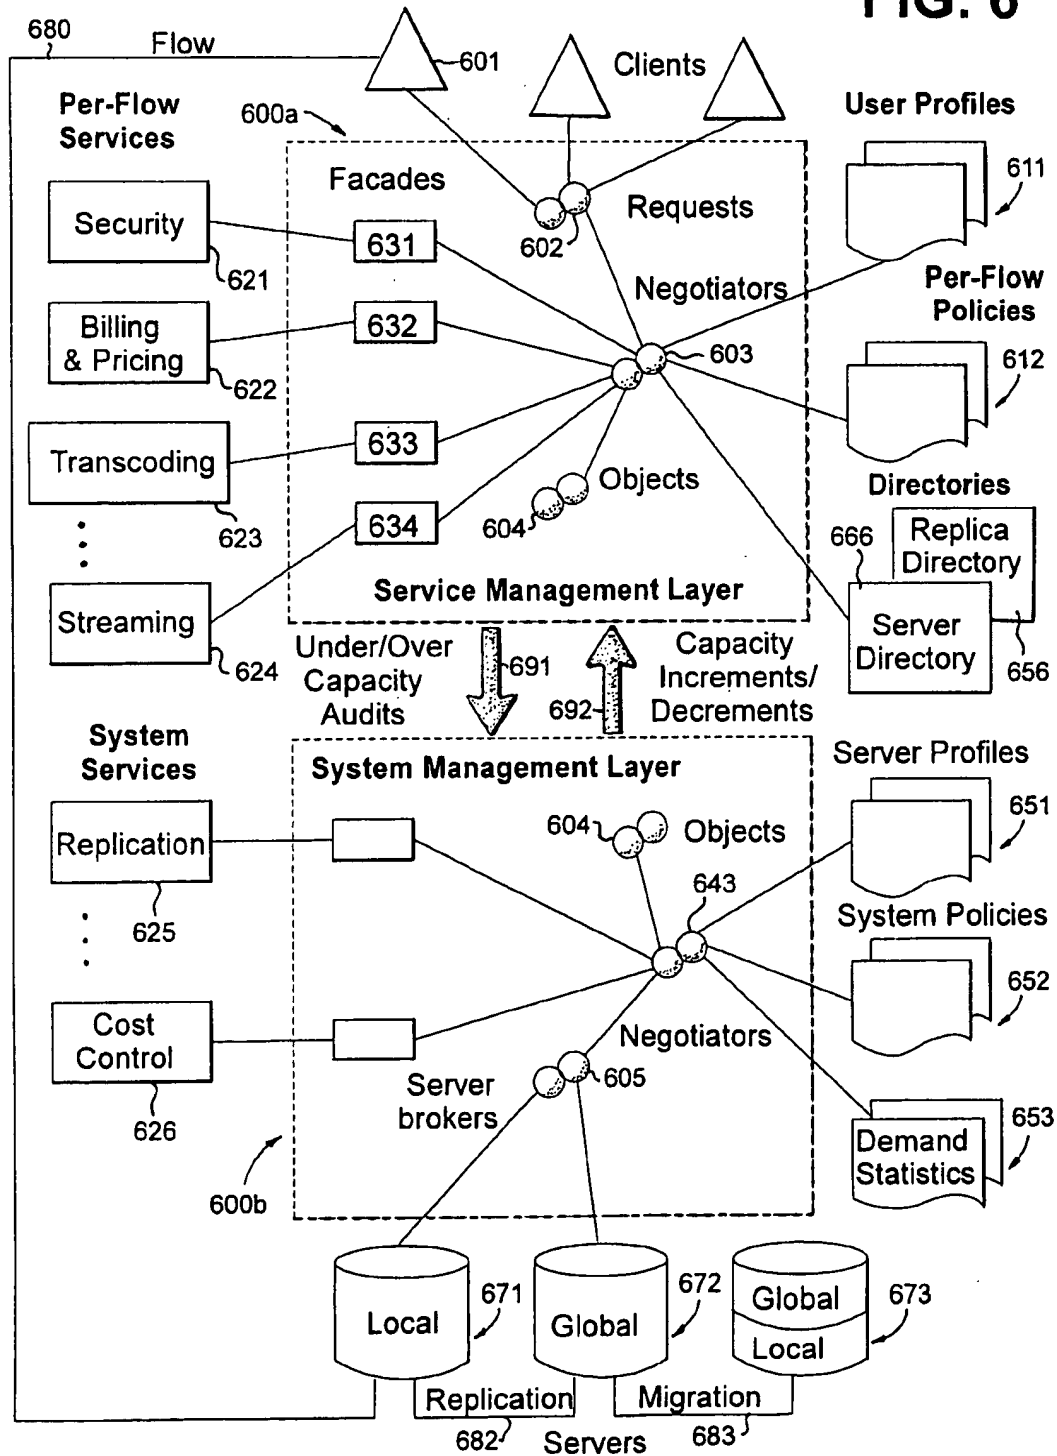 FIG. 6
680
Flow
601
Clients
Per-Flow
Services
600a
User Profiles
Facades
Requests
611
Security
631
602
621
Negotiators
Per-Flow
Policies
Billing
& Pricing
632
603
622
612
Transcoding
633
Objects
Directories
623
634
604
666
Replica
Directory
Service Management Layer
Streaming
Server
Directory
624
656
Under/Over
Capacity
Audits
691
692
Capacity
Increments/
Decrements
System
Services
System Management Layer
Server Profiles
651
Replication
604
Objects
625
643
System Policies
652
Cost
Control
Negotiators
626
Server
brokers
605
Demand
Statistics
653
600b
Local
671
Global
672
Global
Local
673
Replication
Migration
682
Servers
683